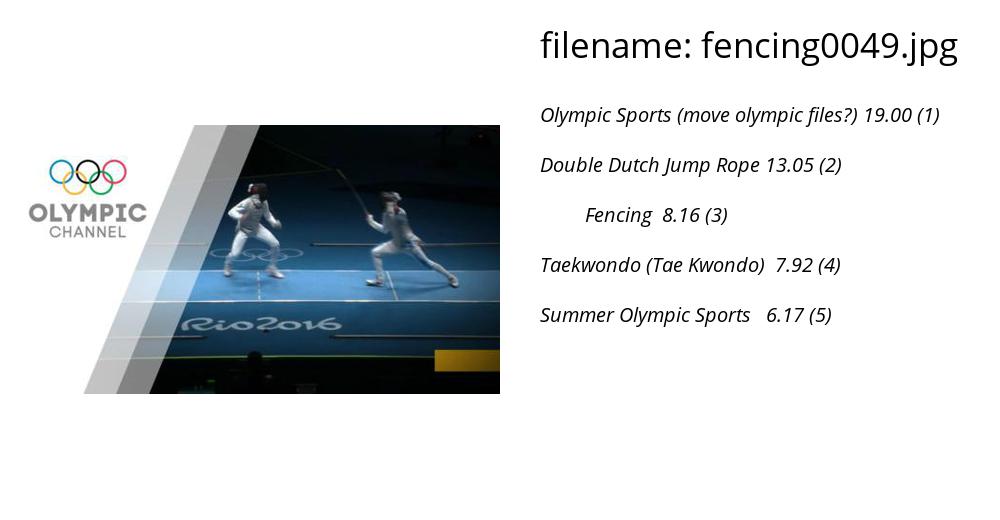 filename: fencing0049.jpg
Olympic Sports (move olympic files?) 19.00 (1)
Double Dutch Jump Rope 13.05 (2)
Fencing 8.16 (3)
Taekwondo (Tae Kwondo) 7.92 (4)
Summer Olympic Sports 6.17 (5)
OLYMPIC
CHANNEL
Rio2016